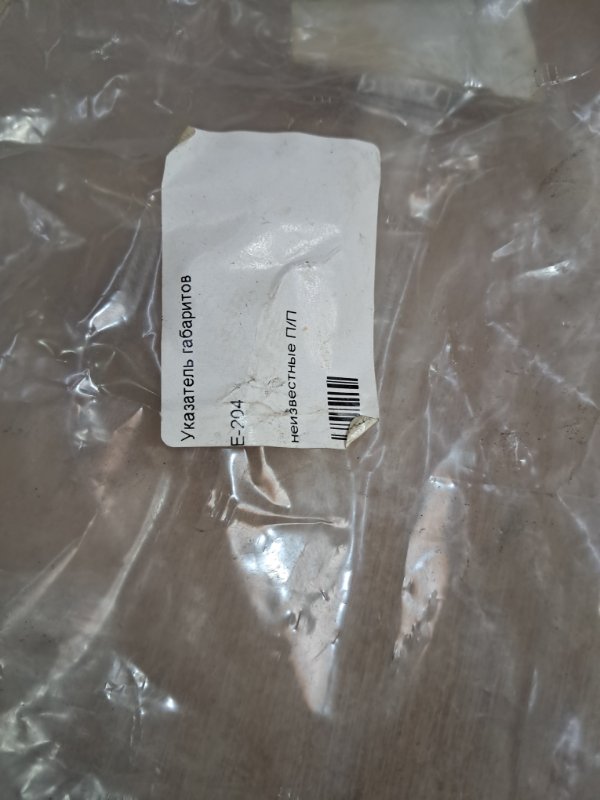 Указатель габаритов
Е-204
неизвестные П/П